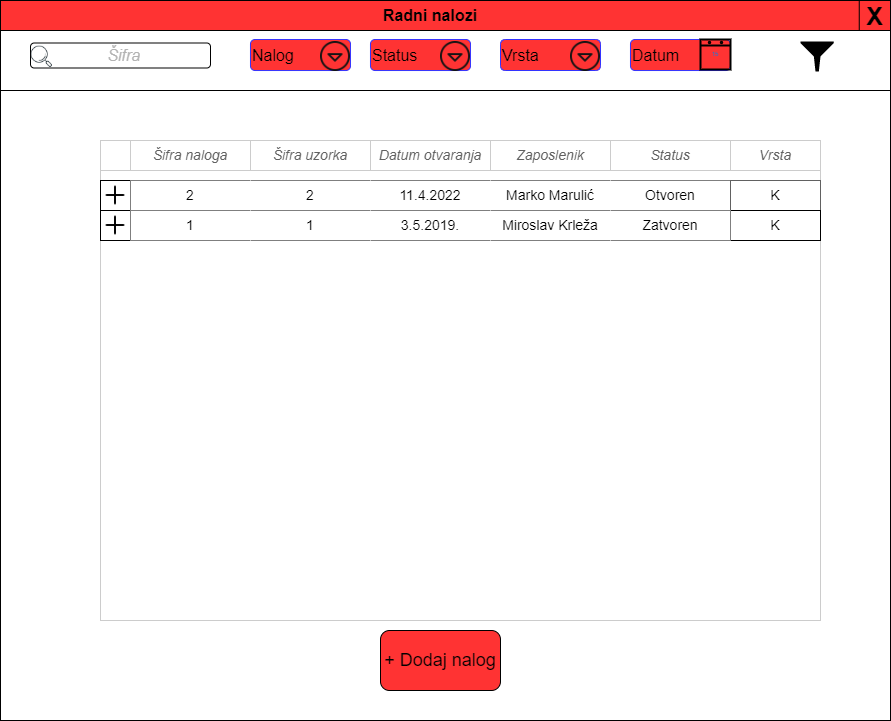 Radni nalozi X
Šifra Nalog Status Vrsta Datum
Šifra naloga Šifra uzorka Datum otvaranja Zaposlenik Status Vrsta
2 2 11.4.2022 Marko Marulić Otvoren K
1 1 3.5.2019. Miroslav Krleža Zatvoren K
+ Dodaj nalog